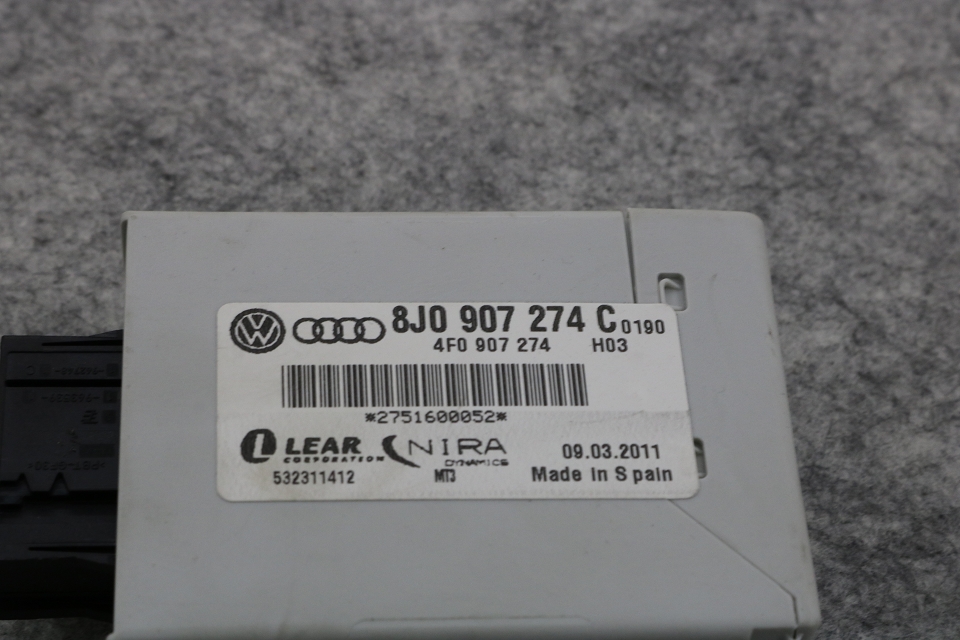 8J0 907 274 C 0190
4F0 907 274 H03
*2751600052*
LEAR
CORPORATION
NIRA
DYNAMICS
09.03.2011
532311412
MT3
Made in Spain